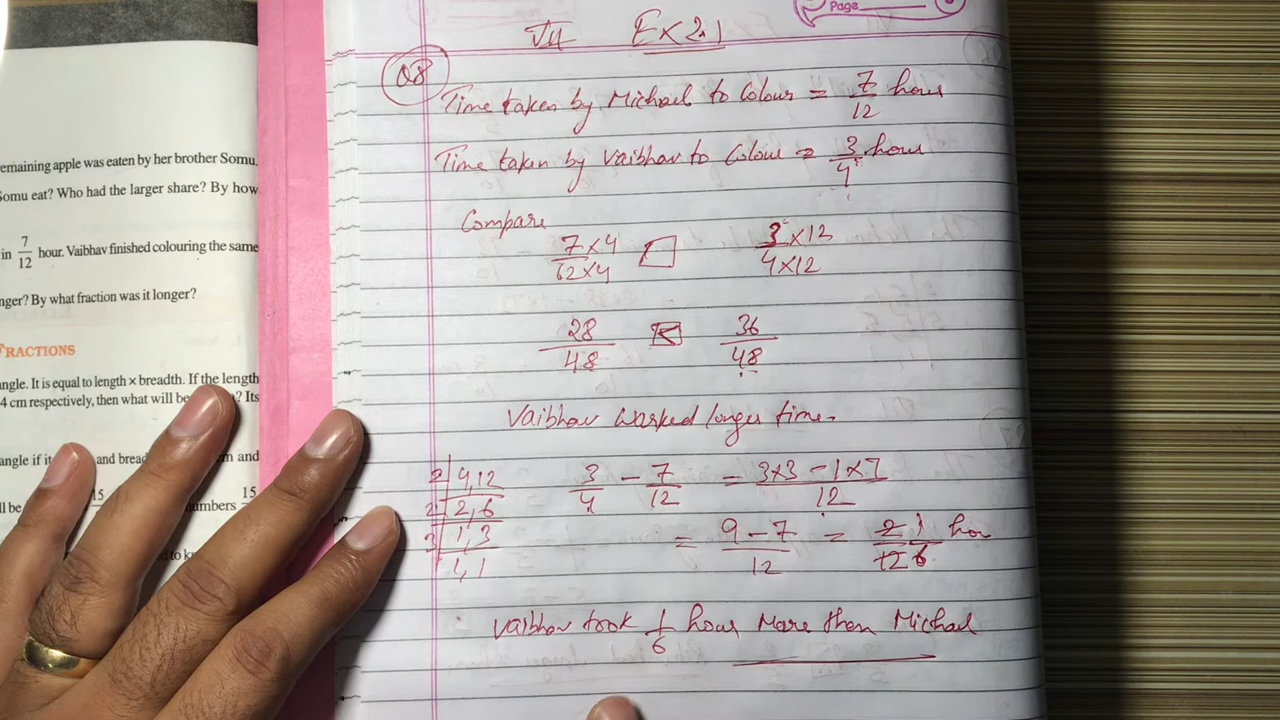 Page
VII Ex 2.1
Q8
Time taken by Michael to Colour = 7/12 hour
Time taken by Vaibhav to Colour = 3/4 hour
Compare
7×4/12×4 □ 3×12/4×12
28/48 < 36/48
Vaibhav warked longer time.
2 | 4,12
2 | 2,6
3 | 1,3
1,1
3/4 - 7/12 = 3×3 - 1×7/12
= 9-7/12 = 2/12 1/6 hou
∴ Vaibhav took 1/6 hour More then Michael
emaining apple was eaten by her brother Somu.
Somu eat? Who had the larger share? By how
in 7/12 hour. Vaibhav finished colouring the same
nger? By what fraction was it longer?
FRACTIONS
angle. It is equal to length × breadth. If the length
4 cm respectively, then what will be ? Its
angle if it and bread m and
ll be 15 umbers 15
d to k